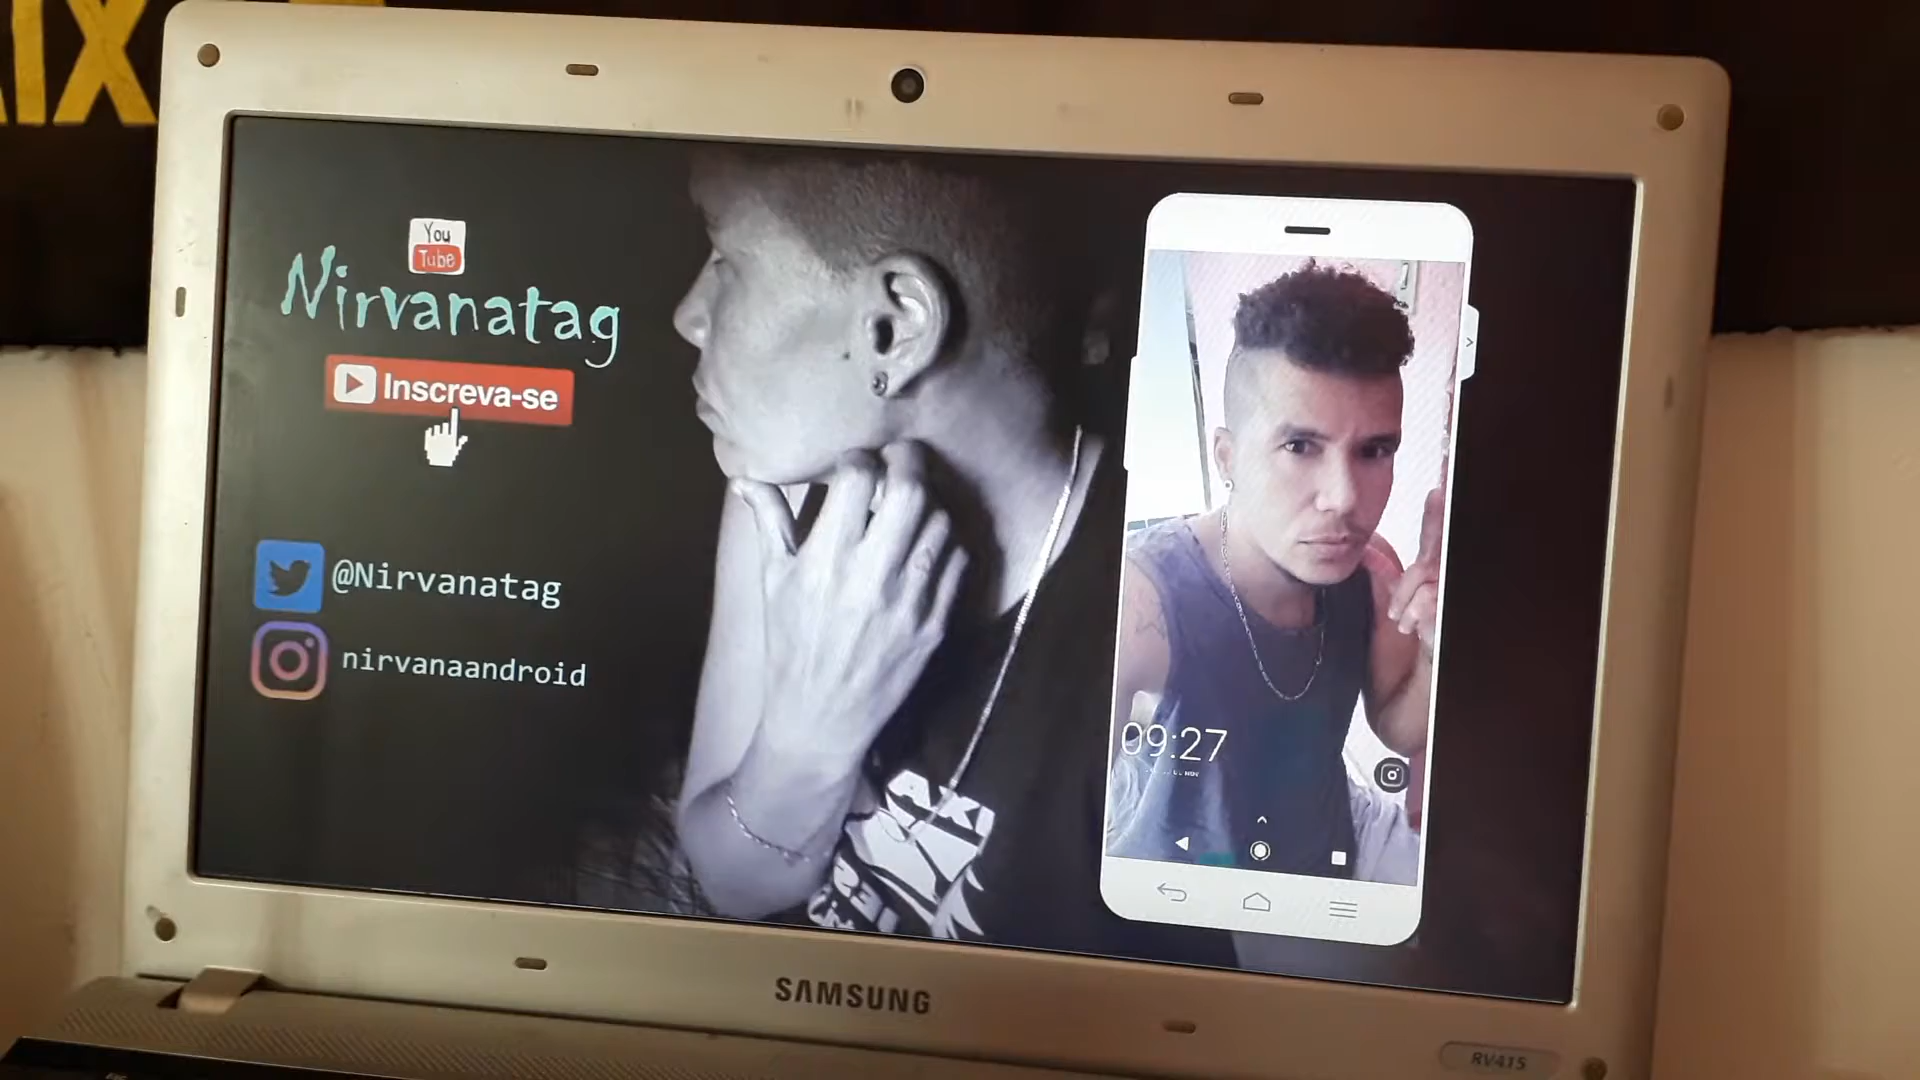 You
Tube
Nirvanatag
Inscreva-se
@Nirvanatag
nirvanaandroid
09:27
SAMSUNG
RV415